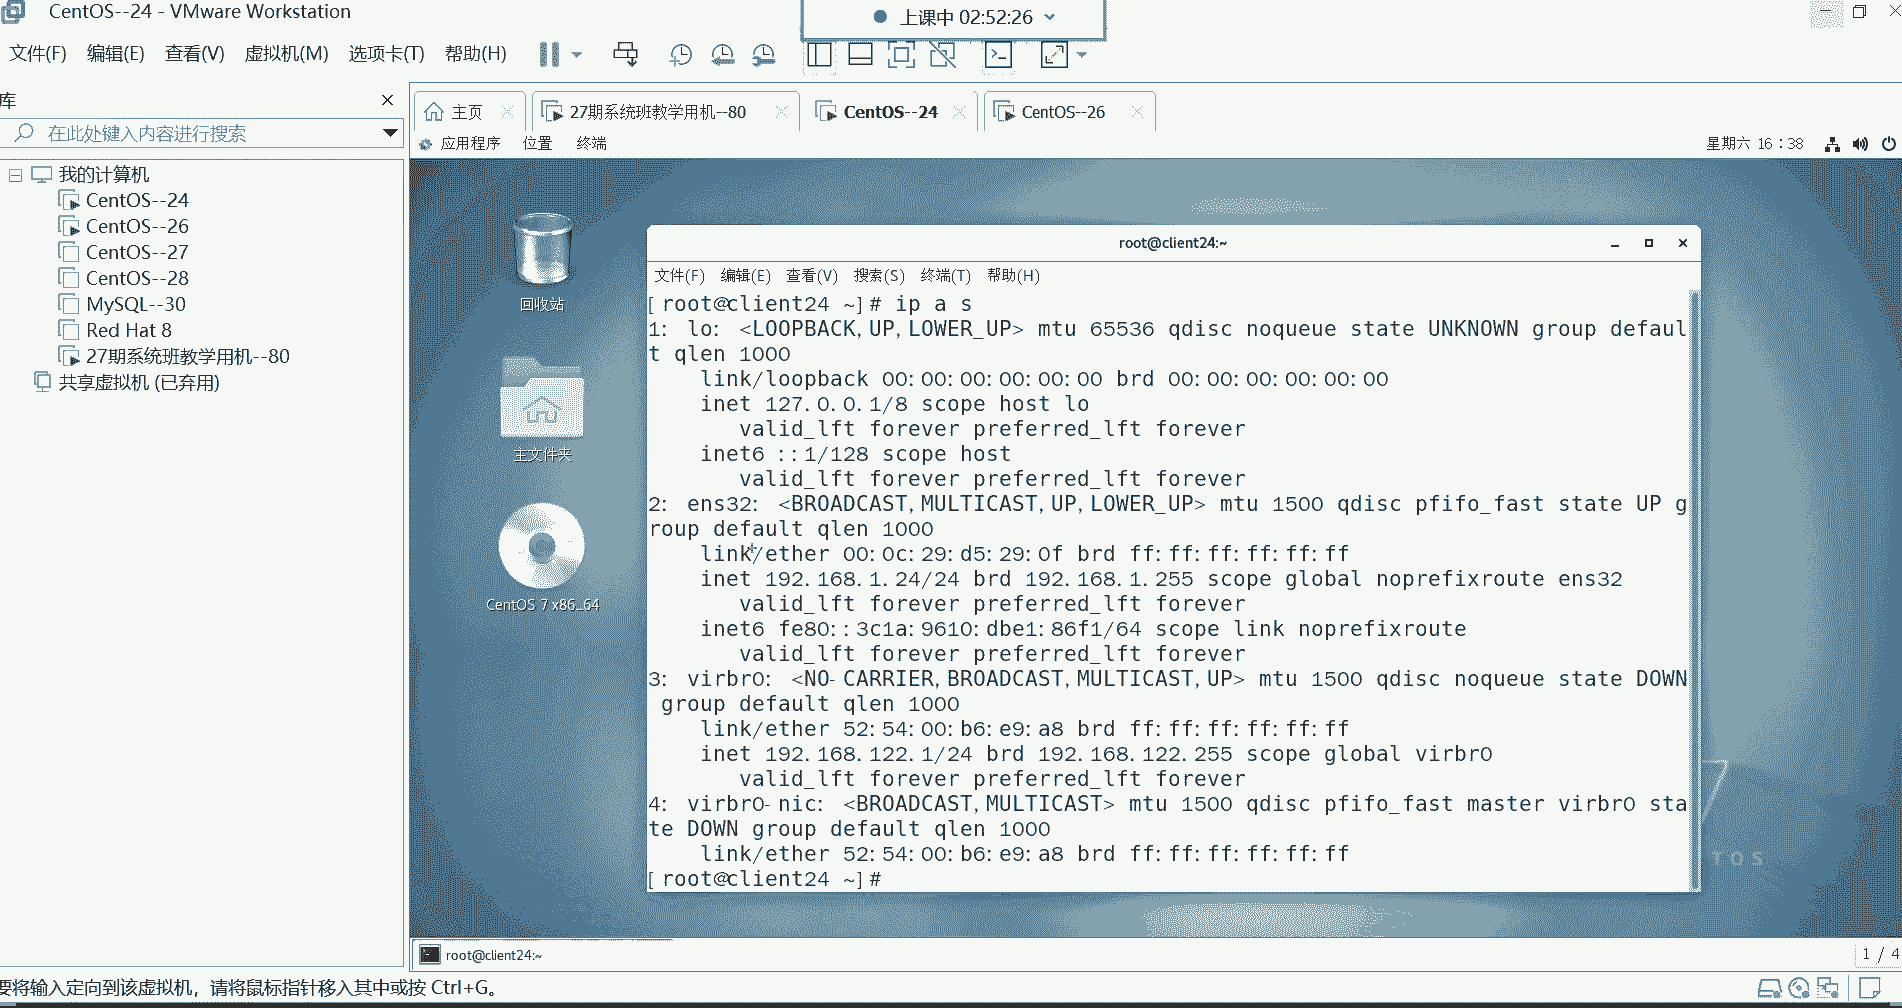 CentOS--24 - VMware Workstation
上课中 02:52:26
文件(F) 编辑(E) 查看(V) 虚拟机(M) 选项卡(T) 帮助(H)
库
在此处键入内容进行搜索
我的计算机
CentOS--24
CentOS--26
CentOS--27
CentOS--28
MySQL--30
Red Hat 8
27期系统班教学用机--80
共享虚拟机 (已弃用)
主页 27期系统班教学用机--80 CentOS--24 CentOS--26
应用程序 位置 终端 星期六 16：38
回收站
主文件夹
CentOS 7 x86_64
root@client24:~
文件(F) 编辑(E) 查看(V) 搜索(S) 终端(T) 帮助(H)
[root@client24 ~]# ip a s
1: lo: <LOOPBACK,UP,LOWER_UP> mtu 65536 qdisc noqueue state UNKNOWN group defaul
t qlen 1000
link/loopback 00:00:00:00:00:00 brd 00:00:00:00:00:00
inet 127.0.0.1/8 scope host lo
valid_lft forever preferred_lft forever
inet6 ::1/128 scope host
valid_lft forever preferred_lft forever
2: ens32: <BROADCAST,MULTICAST,UP,LOWER_UP> mtu 1500 qdisc pfifo_fast state UP g
roup default qlen 1000
link/ether 00:0c:29:d5:29:0f brd ff:ff:ff:ff:ff:ff
inet 192.168.1.24/24 brd 192.168.1.255 scope global noprefixroute ens32
valid_lft forever preferred_lft forever
inet6 fe80::3c1a:9610:dbe1:86f1/64 scope link noprefixroute
valid_lft forever preferred_lft forever
3: virbr0: <NO-CARRIER,BROADCAST,MULTICAST,UP> mtu 1500 qdisc noqueue state DOWN
group default qlen 1000
link/ether 52:54:00:b6:e9:a8 brd ff:ff:ff:ff:ff:ff
inet 192.168.122.1/24 brd 192.168.122.255 scope global virbr0
valid_lft forever preferred_lft forever
4: virbr0-nic: <BROADCAST,MULTICAST> mtu 1500 qdisc pfifo_fast master virbr0 sta
te DOWN group default qlen 1000
link/ether 52:54:00:b6:e9:a8 brd ff:ff:ff:ff:ff:ff
[root@client24 ~]#
7
TOS
root@client24:~
1 / 4
要将输入定向到该虚拟机，请将鼠标指针移入其中或按 Ctrl+G。